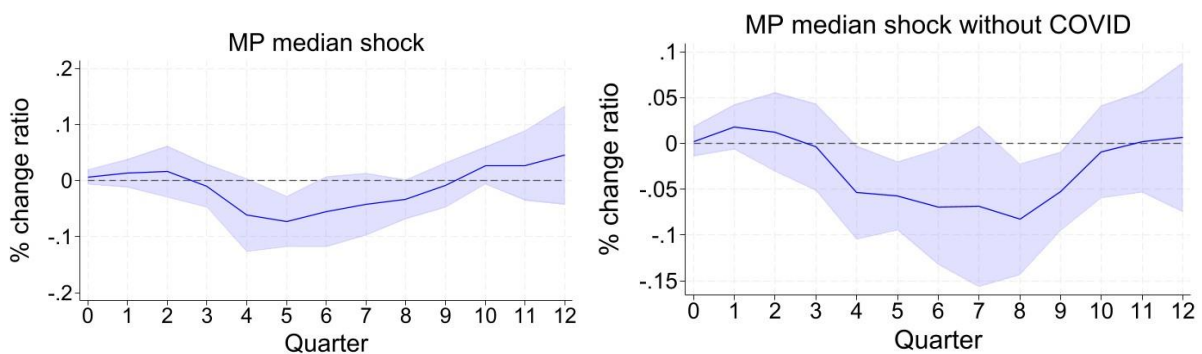 MP median shock
% change ratio
.2
.1
0
-.1
-.2
0 1 2 3 4 5 6 7 8 9 10 11 12
Quarter
MP median shock without COVID
% change ratio
.1
.05
0
-.05
-.1
-.15
0 1 2 3 4 5 6 7 8 9 10 11 12
Quarter